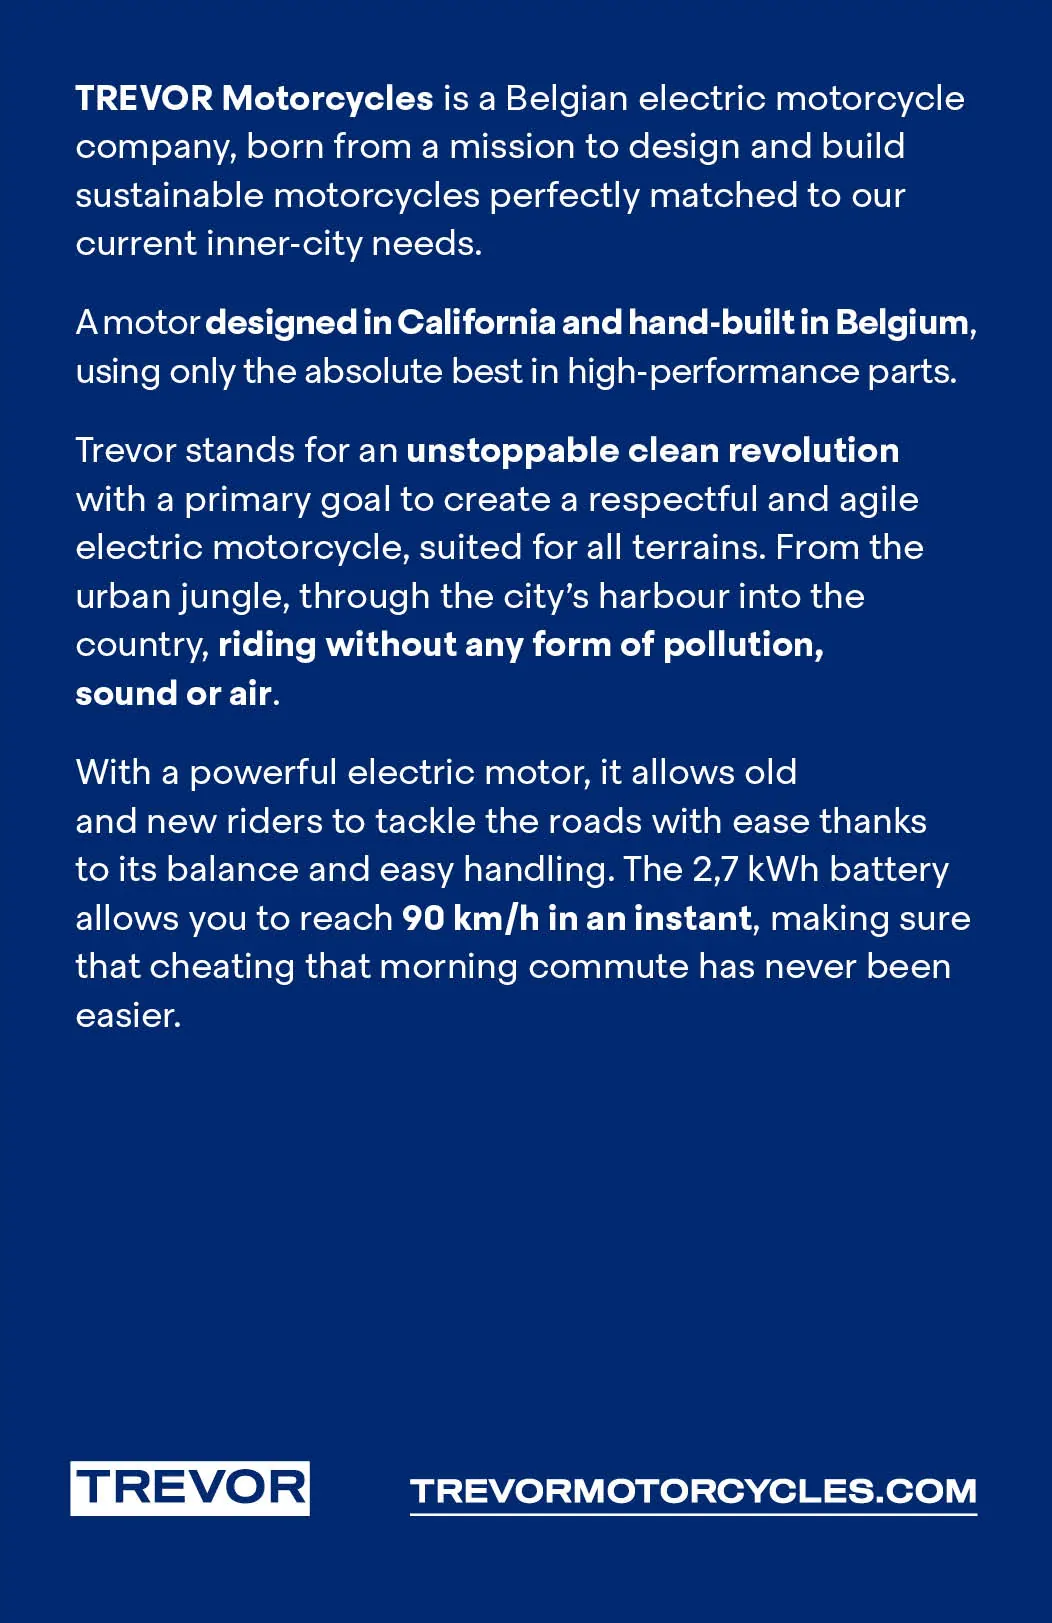 TREVOR Motorcycles is a Belgian electric motorcycle
company, born from a mission to design and build
sustainable motorcycles perfectly matched to our
current inner-city needs.
A motor designed in California and hand-built in Belgium,
using only the absolute best in high-performance parts.
Trevor stands for an unstoppable clean revolution
with a primary goal to create a respectful and agile
electric motorcycle, suited for all terrains. From the
urban jungle, through the city’s harbour into the
country, riding without any form of pollution,
sound or air.
With a powerful electric motor, it allows old
and new riders to tackle the roads with ease thanks
to its balance and easy handling. The 2,7 kWh battery
allows you to reach 90 km/h in an instant, making sure
that cheating that morning commute has never been
easier.
TREVOR
TREVORMOTORCYCLES.COM